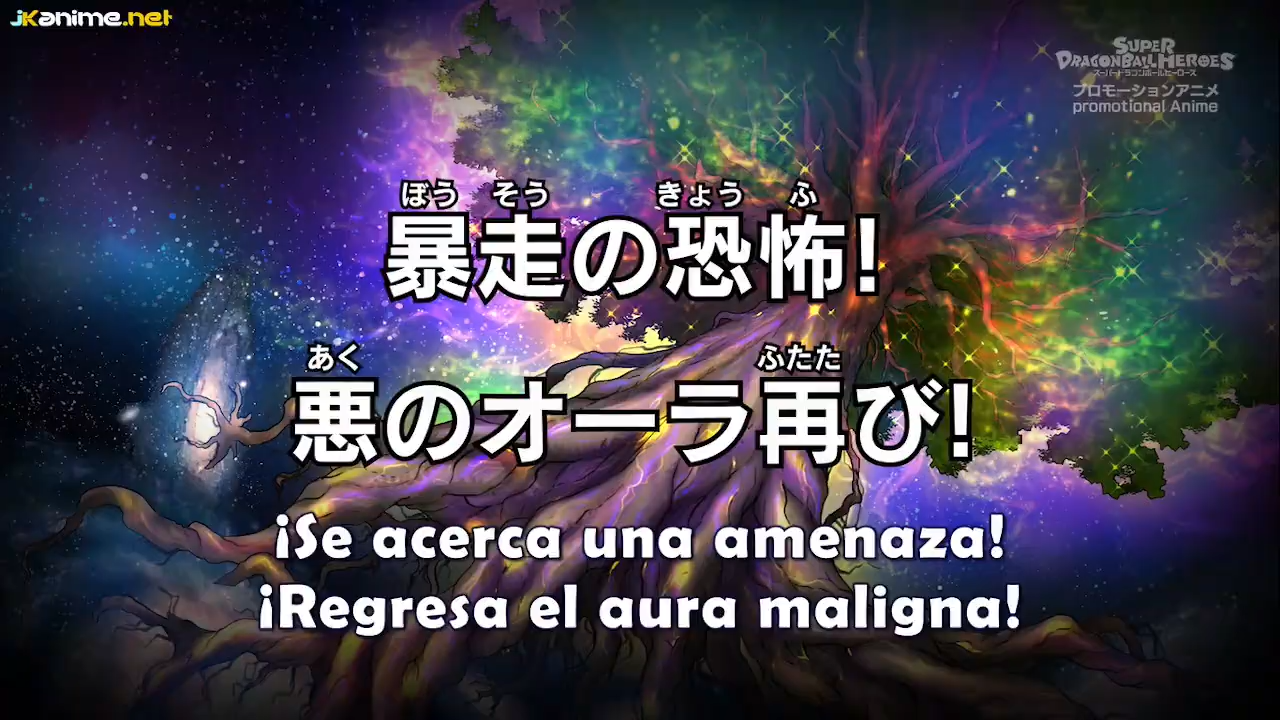 jKanime.net
SUPER
DRAGONBALL HEROES
スーパードラゴンボールヒーローズ
プロモーションアニメ
promotional Anime
ぼう そう きょう ふ
暴走の恐怖!
あく ふたた
悪のオーラ再び!
¡Se acerca una amenaza!
¡Regresa el aura maligna!